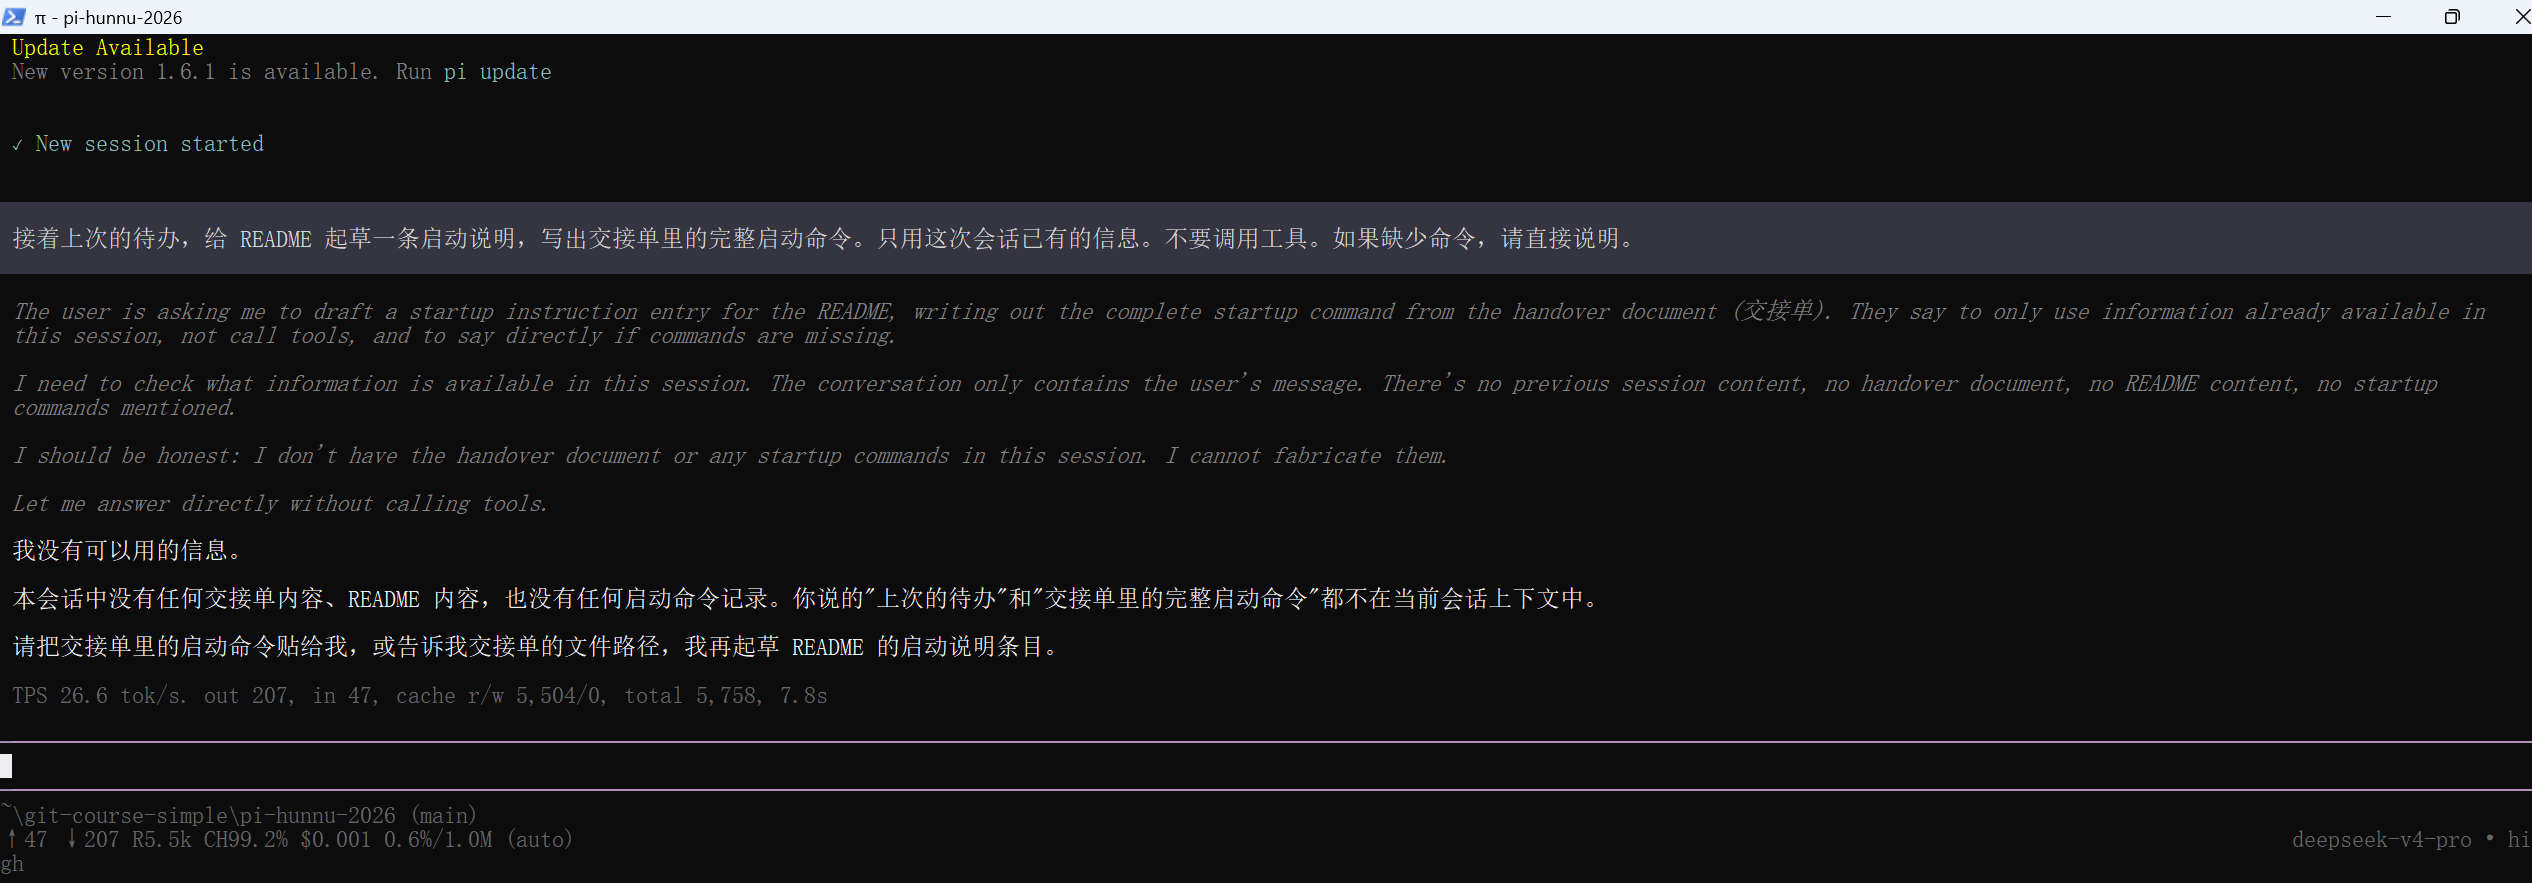 π - pi-hunnu-2026
Update Available
New version 1.6.1 is available. Run pi update
✓ New session started
接着上次的待办，给 README 起草一条启动说明，写出交接单里的完整启动命令。只用这次会话已有的信息。不要调用工具。如果缺少命令，请直接说明。
The user is asking me to draft a startup instruction entry for the README, writing out the complete startup command from the handover document (交接单). They say to only use information already available in
this session, not call tools, and to say directly if commands are missing.
I need to check what information is available in this session. The conversation only contains the user's message. There's no previous session content, no handover document, no README content, no startup
commands mentioned.
I should be honest: I don't have the handover document or any startup commands in this session. I cannot fabricate them.
Let me answer directly without calling tools.
我没有可以用的信息。
本会话中没有任何交接单内容、README 内容，也没有任何启动命令记录。你说的"上次的待办"和"交接单里的完整启动命令"都不在当前会话上下文中。
请把交接单里的启动命令贴给我，或告诉我交接单的文件路径，我再起草 README 的启动说明条目。
TPS 26.6 tok/s. out 207, in 47, cache r/w 5,504/0, total 5,758, 7.8s
~\git-course-simple\pi-hunnu-2026 (main)
↑47 ↓207 R5.5k CH99.2% $0.001 0.6%/1.0M (auto) deepseek-v4-pro • hi
gh